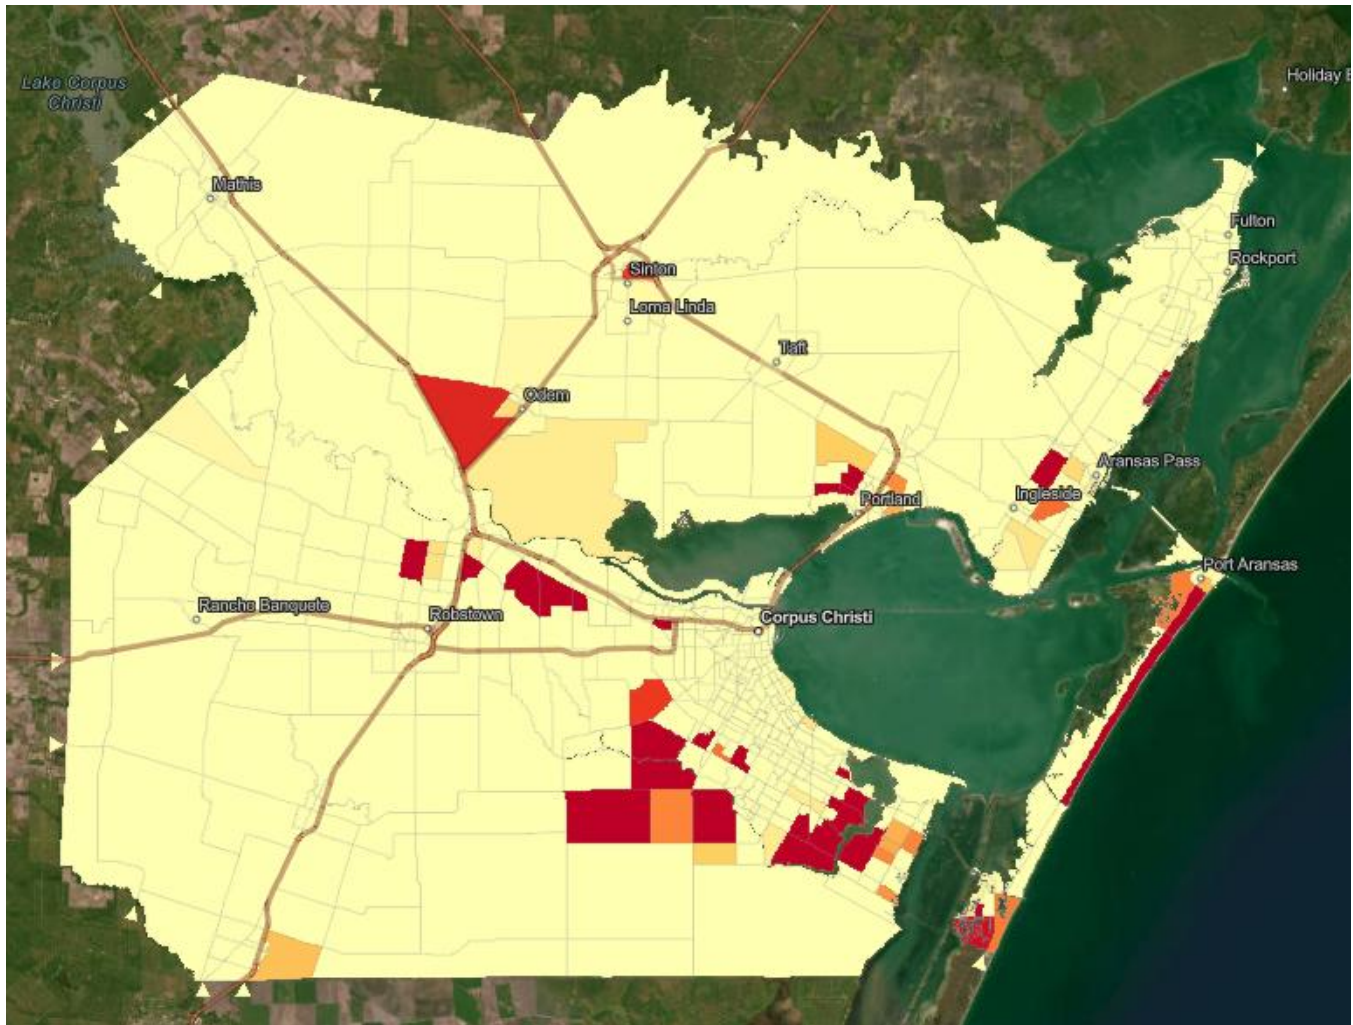 Lake Corpus
Christi
Holiday B
Mathis
Fulton
Rockport
Sinton
Loma Linda
Taft
Odem
Aransas Pass
Ingleside
Portland
Port Aransas
Rancho Banquete
Robstown
Corpus Christi